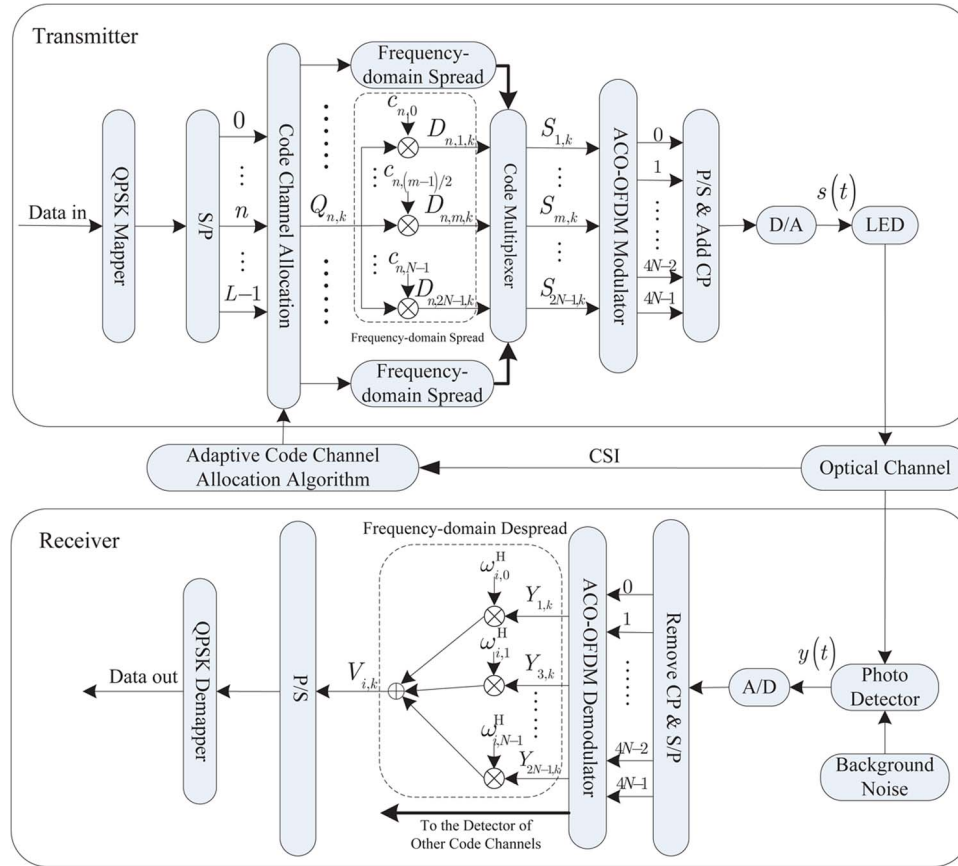 Transmitter
Data in
QPSK Mapper
S/P
0
⋯
n
⋯
L−1
Code Channel Allocation
Q_{n,k}
Frequency-
domain Spread
c_{n,0}
D_{n,1,k}
c_{n,(m−1)/2}
D_{n,m,k}
c_{n,N−1}
D_{n,2N−1,k}
Frequency-domain Spread
Frequency-
domain Spread
Code Multiplexer
S_{1,k}
S_{m,k}
S_{2N−1,k}
ACO-OFDM Modulator
0
1
4N−2
4N−1
P/S & Add CP
D/A
s(t)
LED
Adaptive Code Channel
Allocation Algorithm
CSI
Optical Channel
Receiver
Data out
QPSK Demapper
P/S
V_{i,k}
Frequency-domain Despread
ω^H_{i,0}
Y_{1,k}
ω^H_{i,1}
Y_{3,k}
ω^H_{i,N−1}
Y_{2N−1,k}
To the Detector of
Other Code Channels
ACO-OFDM Demodulator
0
1
4N−2
4N−1
Remove CP & S/P
A/D
y(t)
Photo
Detector
Background
Noise